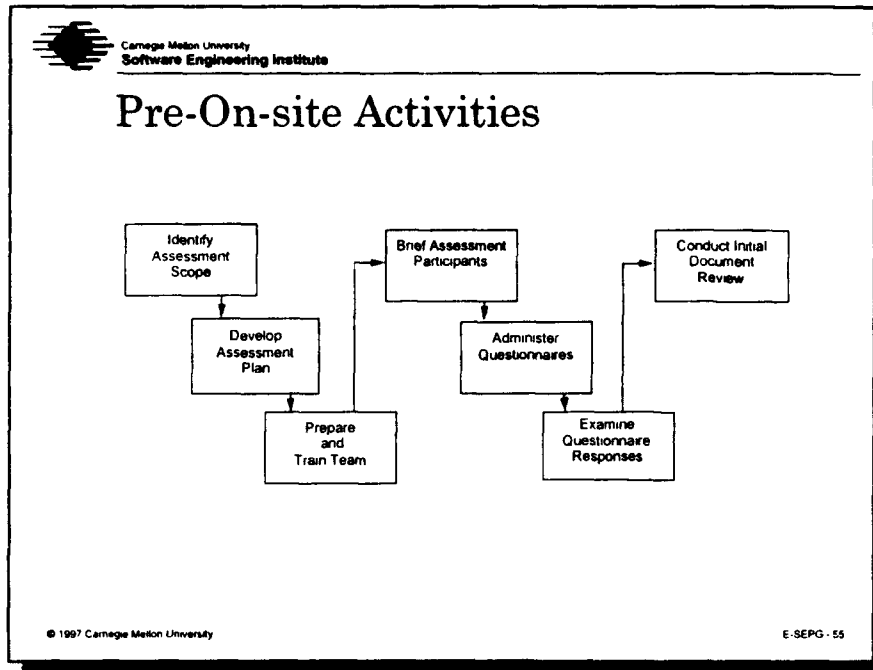 Carnegie Mellon University
Software Engineering Institute
Pre-On-site Activities
Identify
Assessment
Scope
Develop
Assessment
Plan
Prepare
and
Train Team
Brief Assessment
Participants
Administer
Questionnaires
Examine
Questionnaire
Responses
Conduct Initial
Document
Review
© 1997 Carnegie Mellon University
E-SEPG - 55